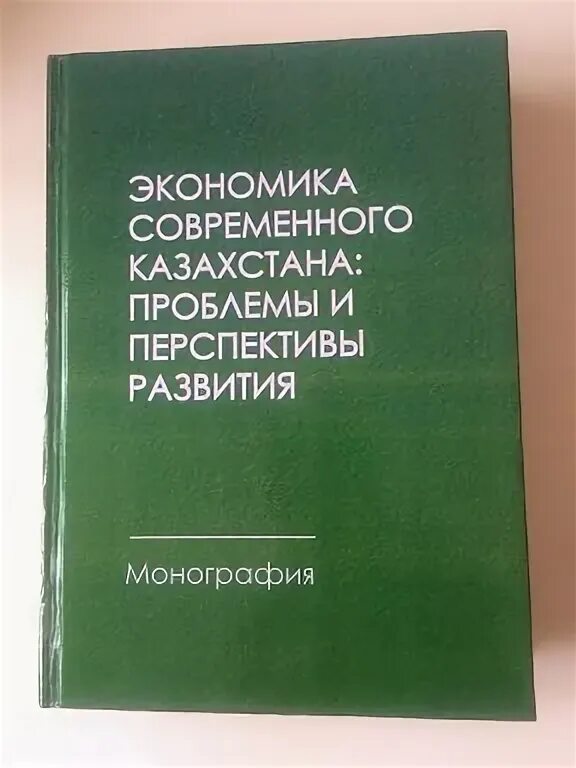 ЭКОНОМИКА
СОВРЕМЕННОГО
КАЗАХСТАНА:
ПРОБЛЕМЫ И
ПЕРСПЕКТИВЫ
РАЗВИТИЯ
Монография